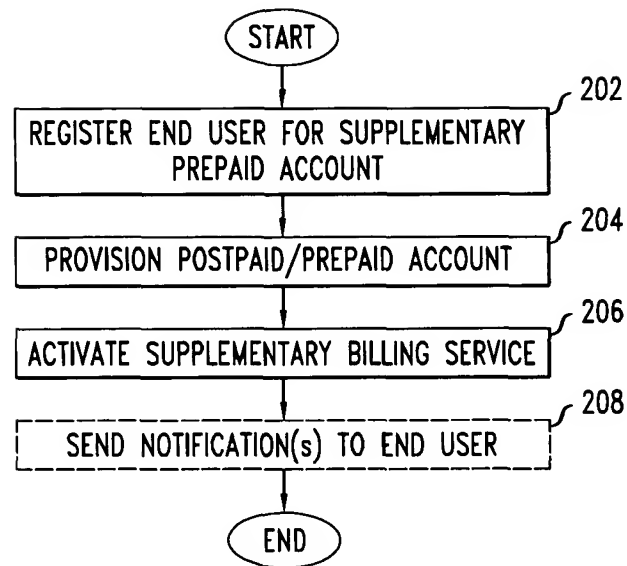 START
202
REGISTER END USER FOR SUPPLEMENTARY
PREPAID ACCOUNT
204
PROVISION POSTPAID/PREPAID ACCOUNT
206
ACTIVATE SUPPLEMENTARY BILLING SERVICE
208
SEND NOTIFICATION(s) TO END USER
END